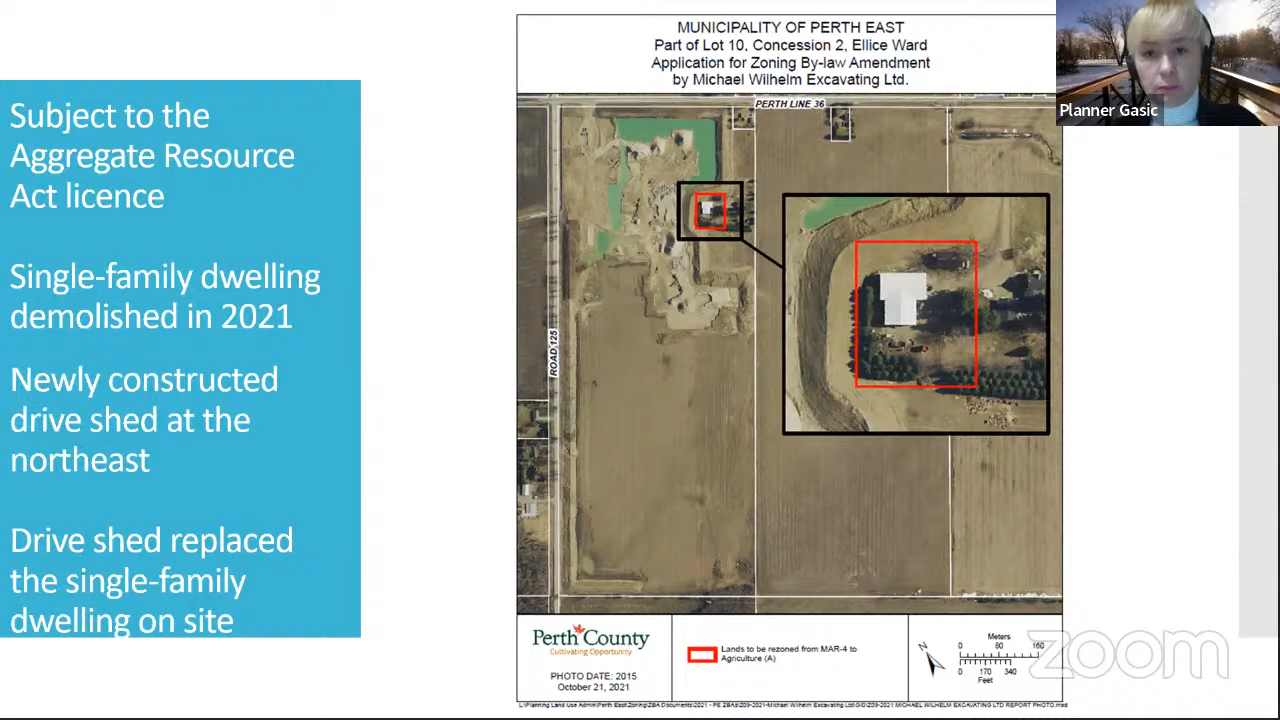 Subject to the
Aggregate Resource
Act licence
Single-family dwelling
demolished in 2021
Newly constructed
drive shed at the
northeast
Drive shed replaced
the single-family
dwelling on site
MUNICIPALITY OF PERTH EAST
Part of Lot 10, Concession 2, Ellice Ward
Application for Zoning By-law Amendment
by Michael Wilhelm Excavating Ltd.
Planner Gasic
PERTH LINE 36
ROAD 125
Perth County
Cultivating Opportunity
PHOTO DATE: 2015
October 21, 2021
Lands to be rezoned from MAR-4 to
Agriculture (A)
N
Meters
0 80 160
0 170 340
Feet
zoom